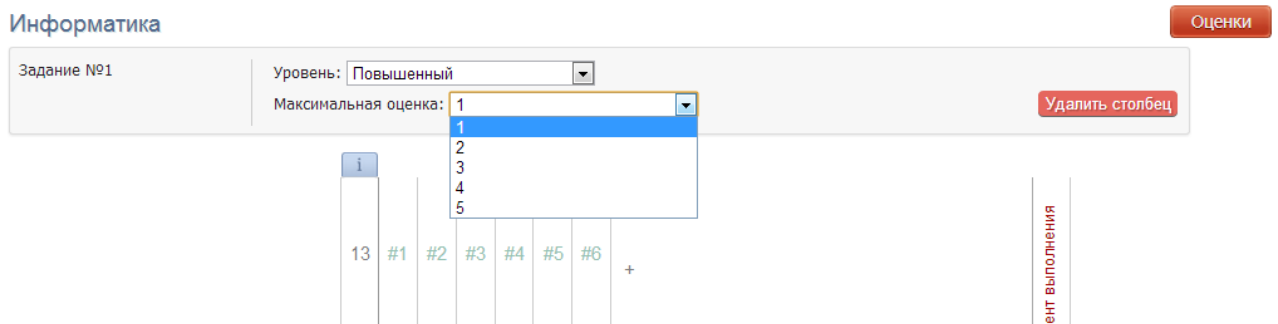 Информатика
Оценки
Задание №1
Уровень: Повышенный
Максимальная оценка: 1
Удалить столбец
1
2
3
4
5
i
13 #1 #2 #3 #4 #5 #6 +
ент выполнения